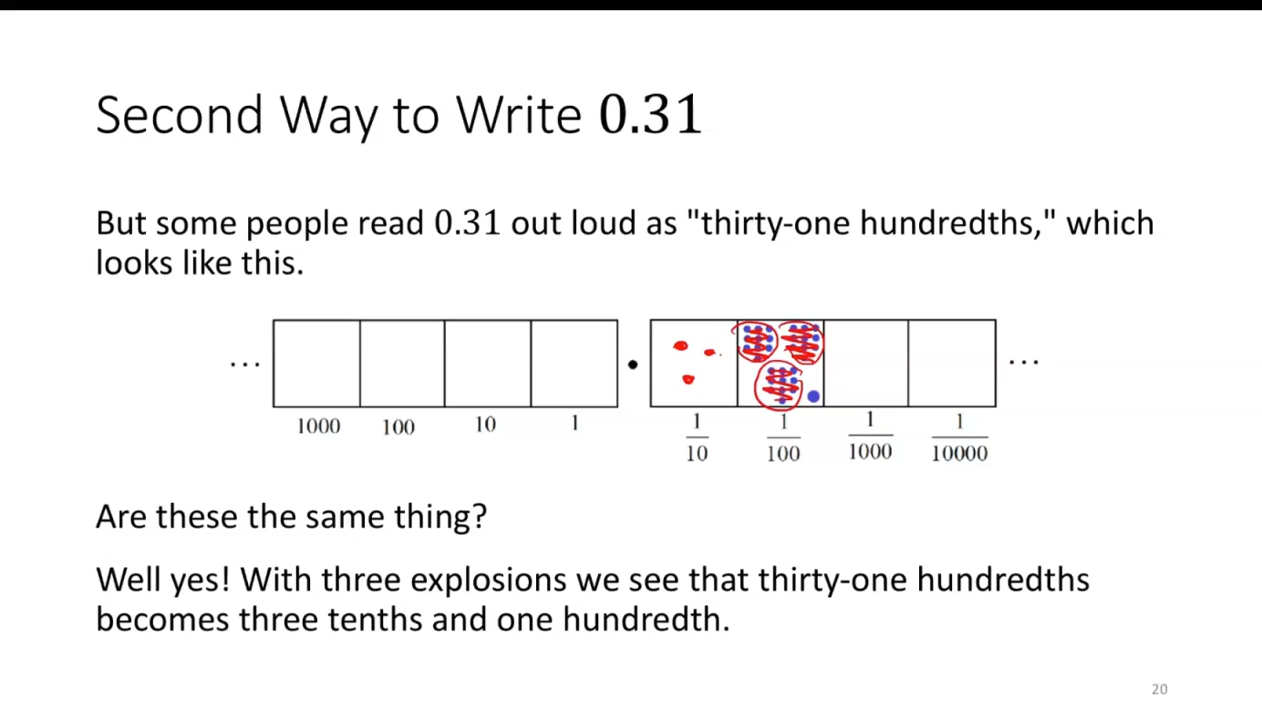 Second Way to Write 0.31
But some people read 0.31 out loud as "thirty-one hundredths," which
looks like this.
... . ...
1000 100 10 1 1/10 1/100 1/1000 1/10000
Are these the same thing?
Well yes! With three explosions we see that thirty-one hundredths
becomes three tenths and one hundredth.
20